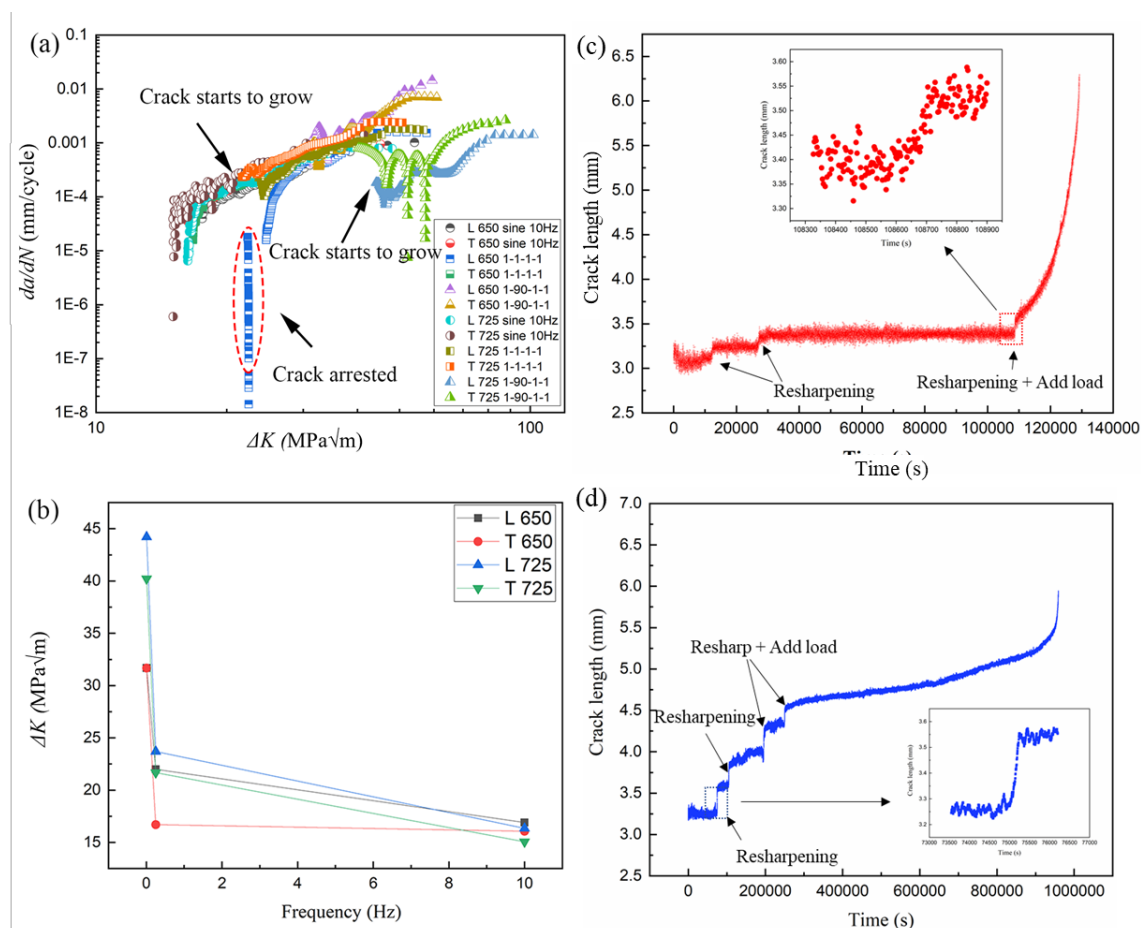 (a)
0.1
0.01
0.001
1E-4
1E-5
1E-6
1E-7
1E-8
da/dN (mm/cycle)
Crack starts to grow
Crack starts to grow
Crack arrested
L 650 sine 10Hz
T 650 sine 10Hz
L 650 1-1-1-1
T 650 1-1-1-1
L 650 1-90-1-1
T 650 1-90-1-1
L 725 sine 10Hz
T 725 sine 10Hz
L 725 1-1-1-1
T 725 1-1-1-1
L 725 1-90-1-1
T 725 1-90-1-1
10 100
ΔK (MPa√m)
(c)
6.5
6.0
5.5
5.0
4.5
4.0
3.5
3.0
2.5
Crack length (mm)
3.60
3.55
3.50
3.45
3.40
3.35
3.30
Crack length (mm)
108300 108400 108500 108600 108700 108800 108900
Time (s)
Resharpening
Resharpening + Add load
0 20000 40000 60000 80000 100000 120000 140000
Time (s)
(b)
45
40
35
30
25
20
15
ΔK (MPa√m)
L 650
T 650
L 725
T 725
0 2 4 6 8 10
Frequency (Hz)
(d)
7.0
6.5
6.0
5.5
5.0
4.5
4.0
3.5
3.0
2.5
Crack length (mm)
Resharp + Add load
Resharpening
Resharpening
3.6
3.5
3.4
3.3
3.2
Crack length (mm)
73000 73500 74000 74500 75000 75500 76000 76500 77000
Time (s)
0 200000 400000 600000 800000 1000000
Time (s)